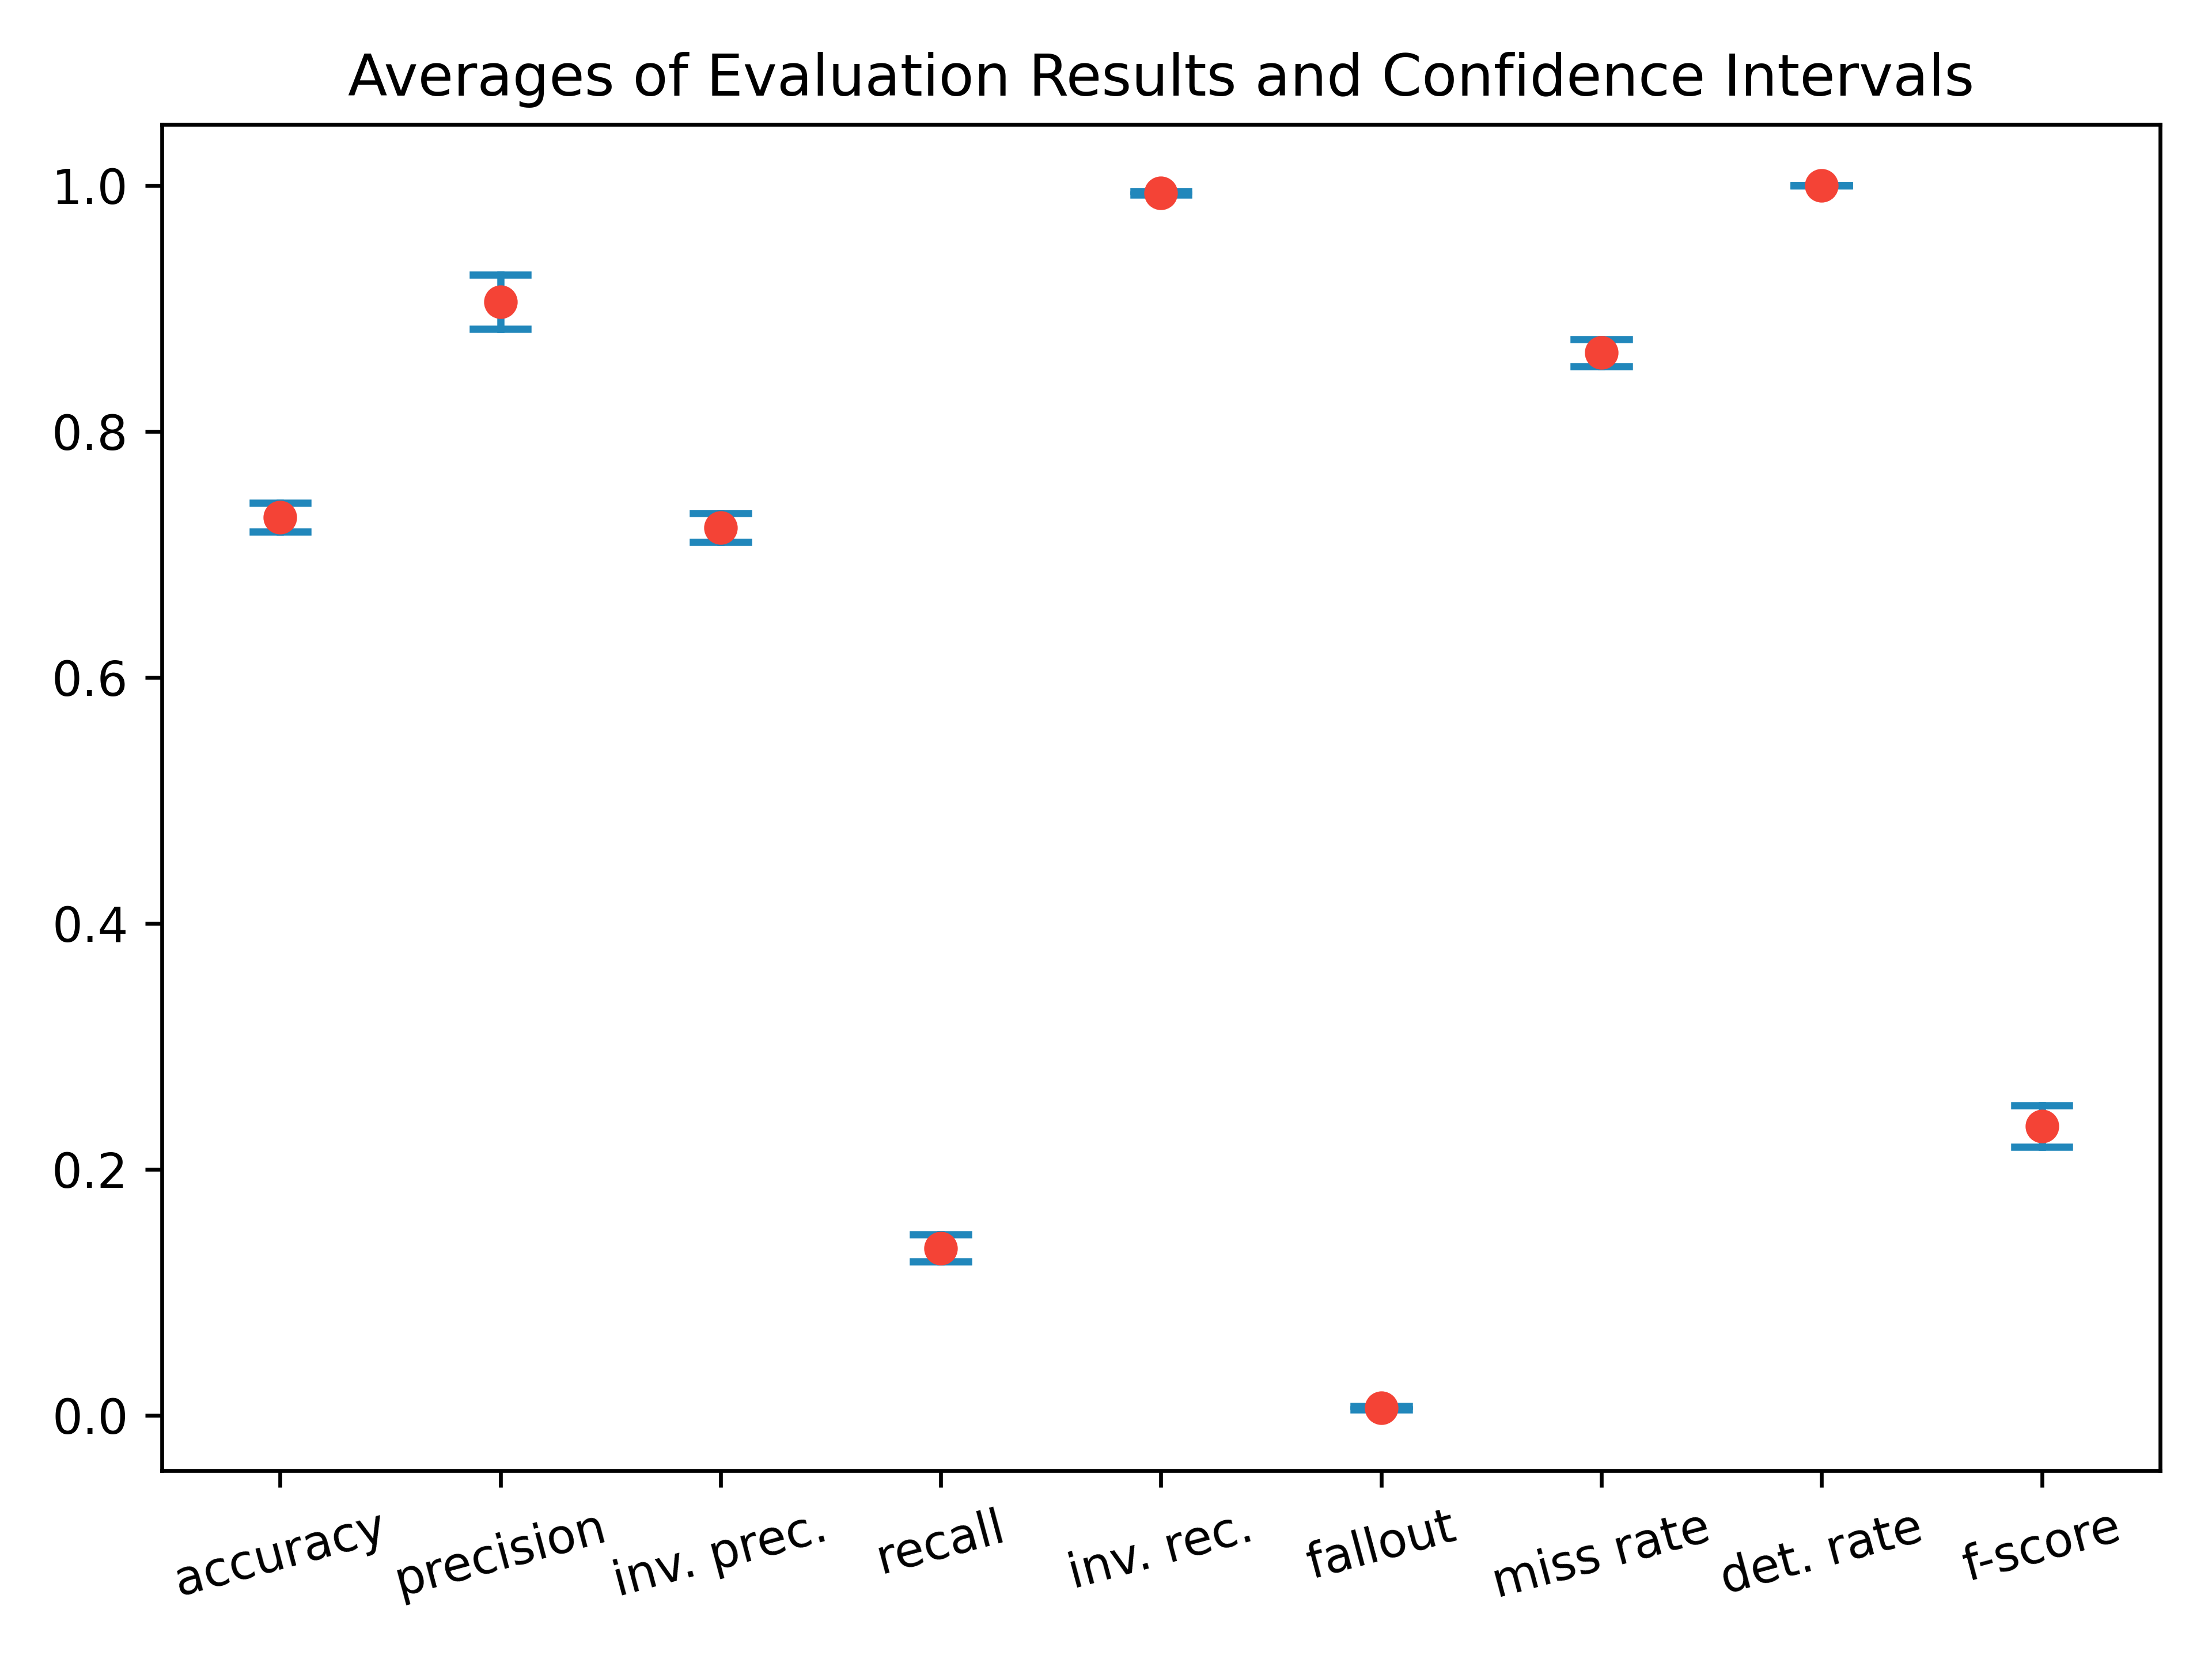 Averages of Evaluation Results and Confidence Intervals
1.0
0.8
0.6
0.4
0.2
0.0
accuracy
precision
inv. prec.
recall
inv. rec.
fallout
miss rate
det. rate
f-score